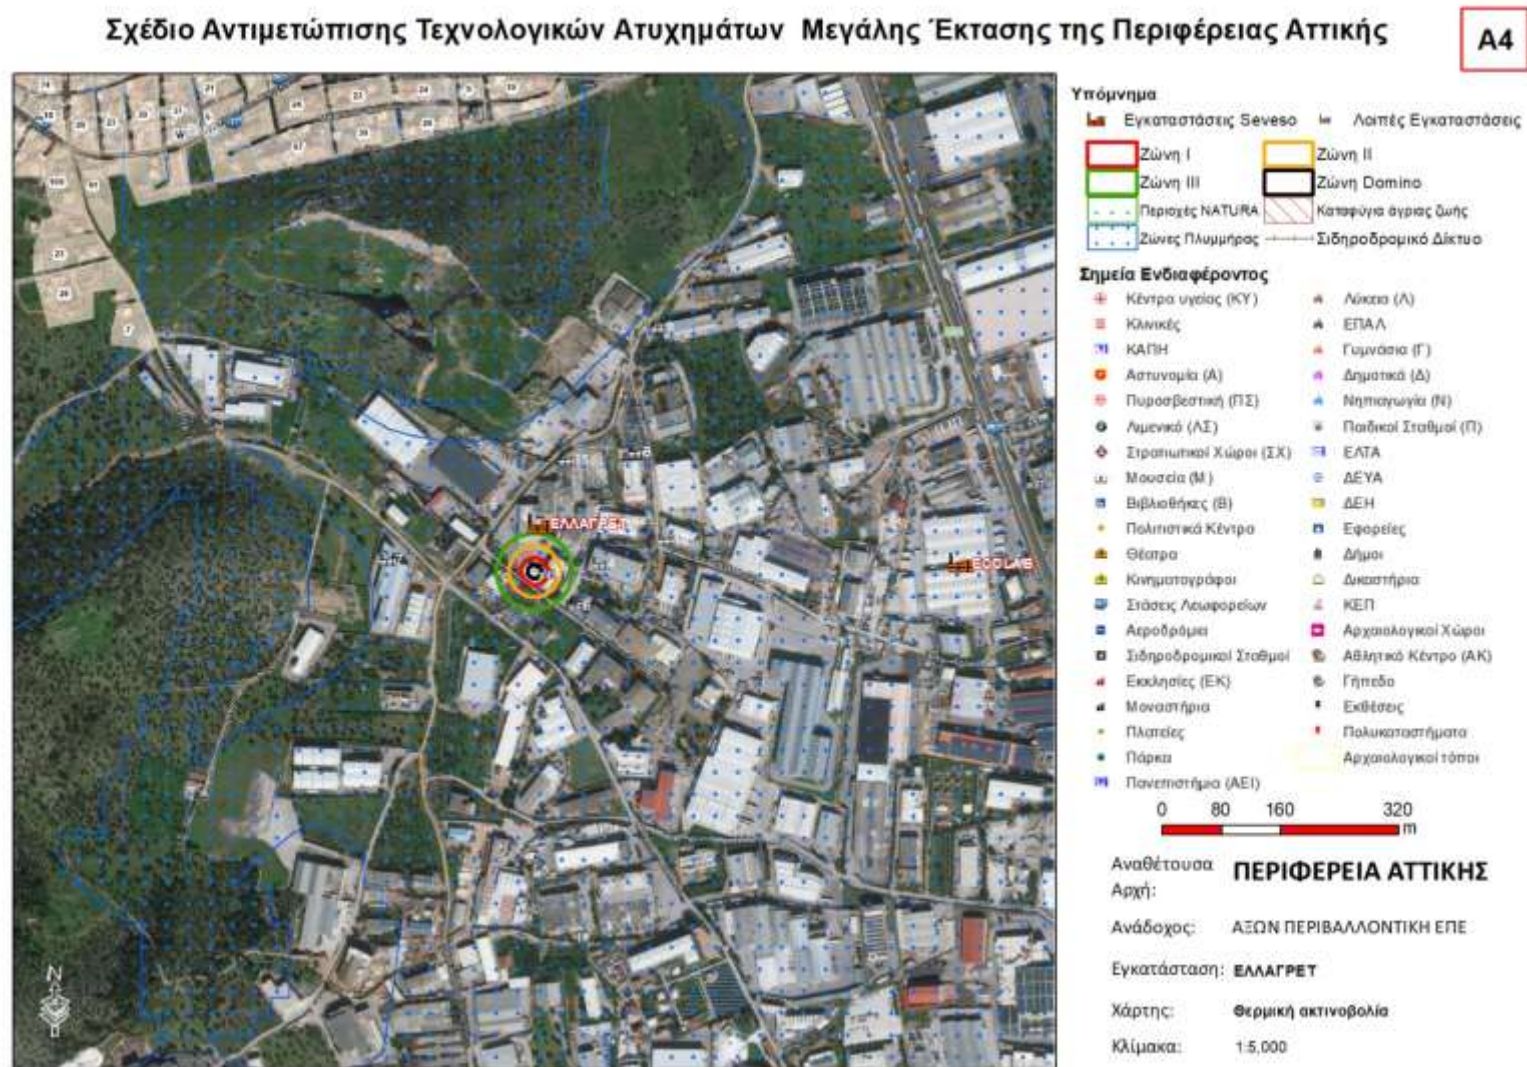 Σχέδιο Αντιμετώπισης Τεχνολογικών Ατυχημάτων Μεγάλης Έκτασης της Περιφέρειας Αττικής
A4
Υπόμνημα
Εγκαταστάσεις Seveso Λοιπές Εγκαταστάσεις
Ζώνη I Ζώνη II
Ζώνη III Ζώνη Domino
Περιοχές NATURA Καταφύγια άγριας ζωής
Ζώνες Πλυμμήρας Σιδηροδρομικό Δίκτυο
Σημεία Ενδιαφέροντος
Κέντρα υγείας (ΚΥ) Λύκεια (Λ)
Κλινικές ΕΠΑΛ
ΚΑΠΗ Γυμνάσια (Γ)
Αστυνομία (Α) Δημοτικά (Δ)
Πυροσβεστική (ΠΣ) Νηπιαγωγία (Ν)
Λιμενικό (ΛΣ) Παιδικοί Σταθμοί (Π)
Στρατιωτικοί Χώροι (ΣΧ) ΕΛΤΑ
Μουσεία (Μ) ΔΕΥΑ
Βιβλιοθήκες (Β) ΔΕΗ
Πολιτιστικά Κέντρα Εφορείες
Θέατρα Δήμοι
Κινηματογράφοι Δικαστήρια
Στάσεις Λεωφορείων ΚΕΠ
Αεροδρόμια Αρχαιολογικοί Χώροι
Σιδηροδρομικοί Σταθμοί Αθλητικό Κέντρο (ΑΚ)
Εκκλησίες (ΕΚ) Γήπεδα
Μοναστήρια Εκθέσεις
Πλατείες Πολυκαταστήματα
Πάρκα Αρχαιολογικοί τόποι
Πανεπιστήμια (ΑΕΙ)
0 80 160 320
m
ΕΛΛΑΓΡΕΤ
ECOLAB
N
Αναθέτουσα Αρχή: ΠΕΡΙΦΕΡΕΙΑ ΑΤΤΙΚΗΣ
Ανάδοχος: ΑΞΩΝ ΠΕΡΙΒΑΛΛΟΝΤΙΚΗ ΕΠΕ
Εγκατάσταση: ΕΛΛΑΓΡΕΤ
Χάρτης: Θερμική ακτινοβολία
Κλίμακα: 1:5,000